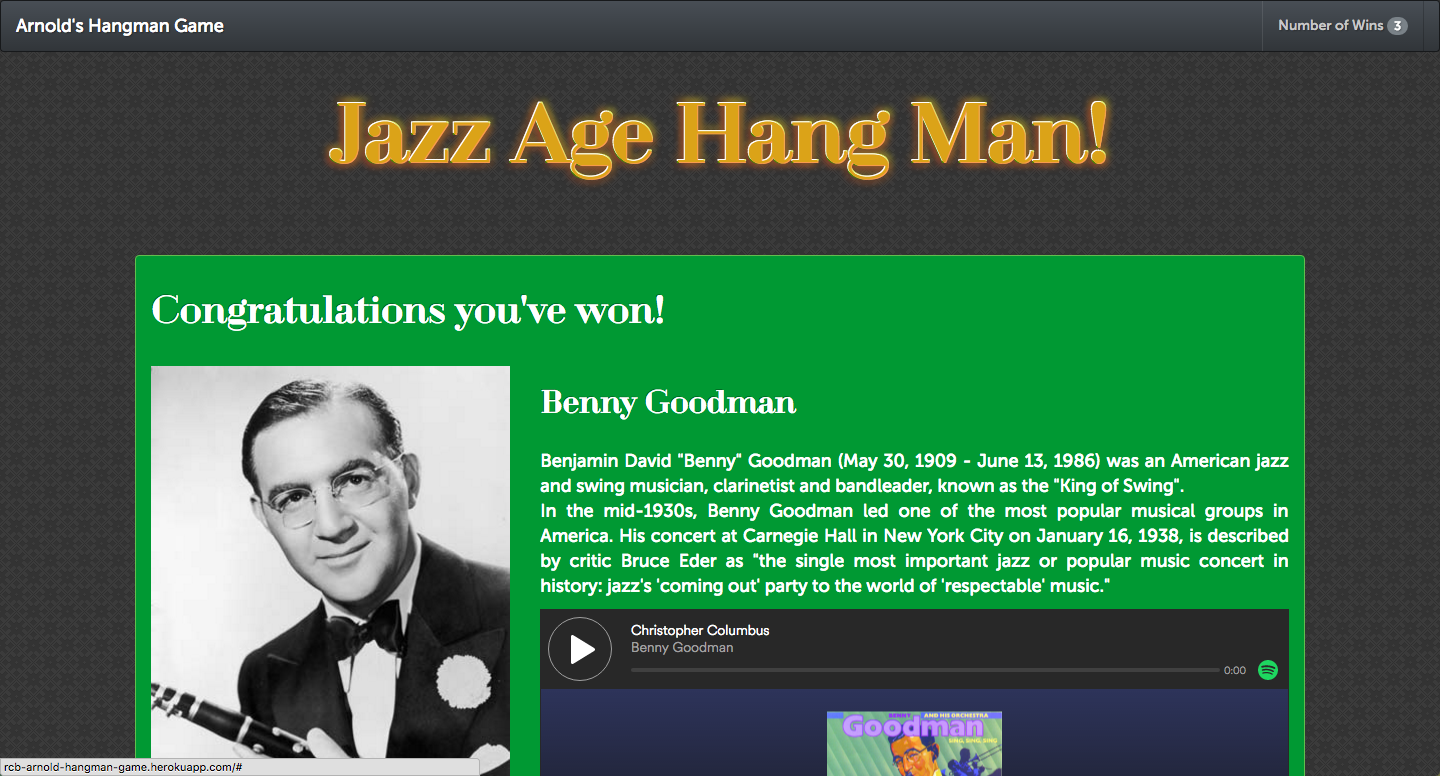 Arnold's Hangman Game
Number of Wins 3
Jazz Age Hang Man!
Congratulations you've won!
Benny Goodman
Benjamin David "Benny" Goodman (May 30, 1909 - June 13, 1986) was an American jazz
and swing musician, clarinetist and bandleader, known as the "King of Swing".
In the mid-1930s, Benny Goodman led one of the most popular musical groups in
America. His concert at Carnegie Hall in New York City on January 16, 1938, is described
by critic Bruce Eder as "the single most important jazz or popular music concert in
history: jazz's 'coming out' party to the world of 'respectable' music."
Christopher Columbus
Benny Goodman
0:00
BENNY AND HIS ORCHESTRA
Goodman
SING, SING, SING
rcb-arnold-hangman-game.herokuapp.com/#